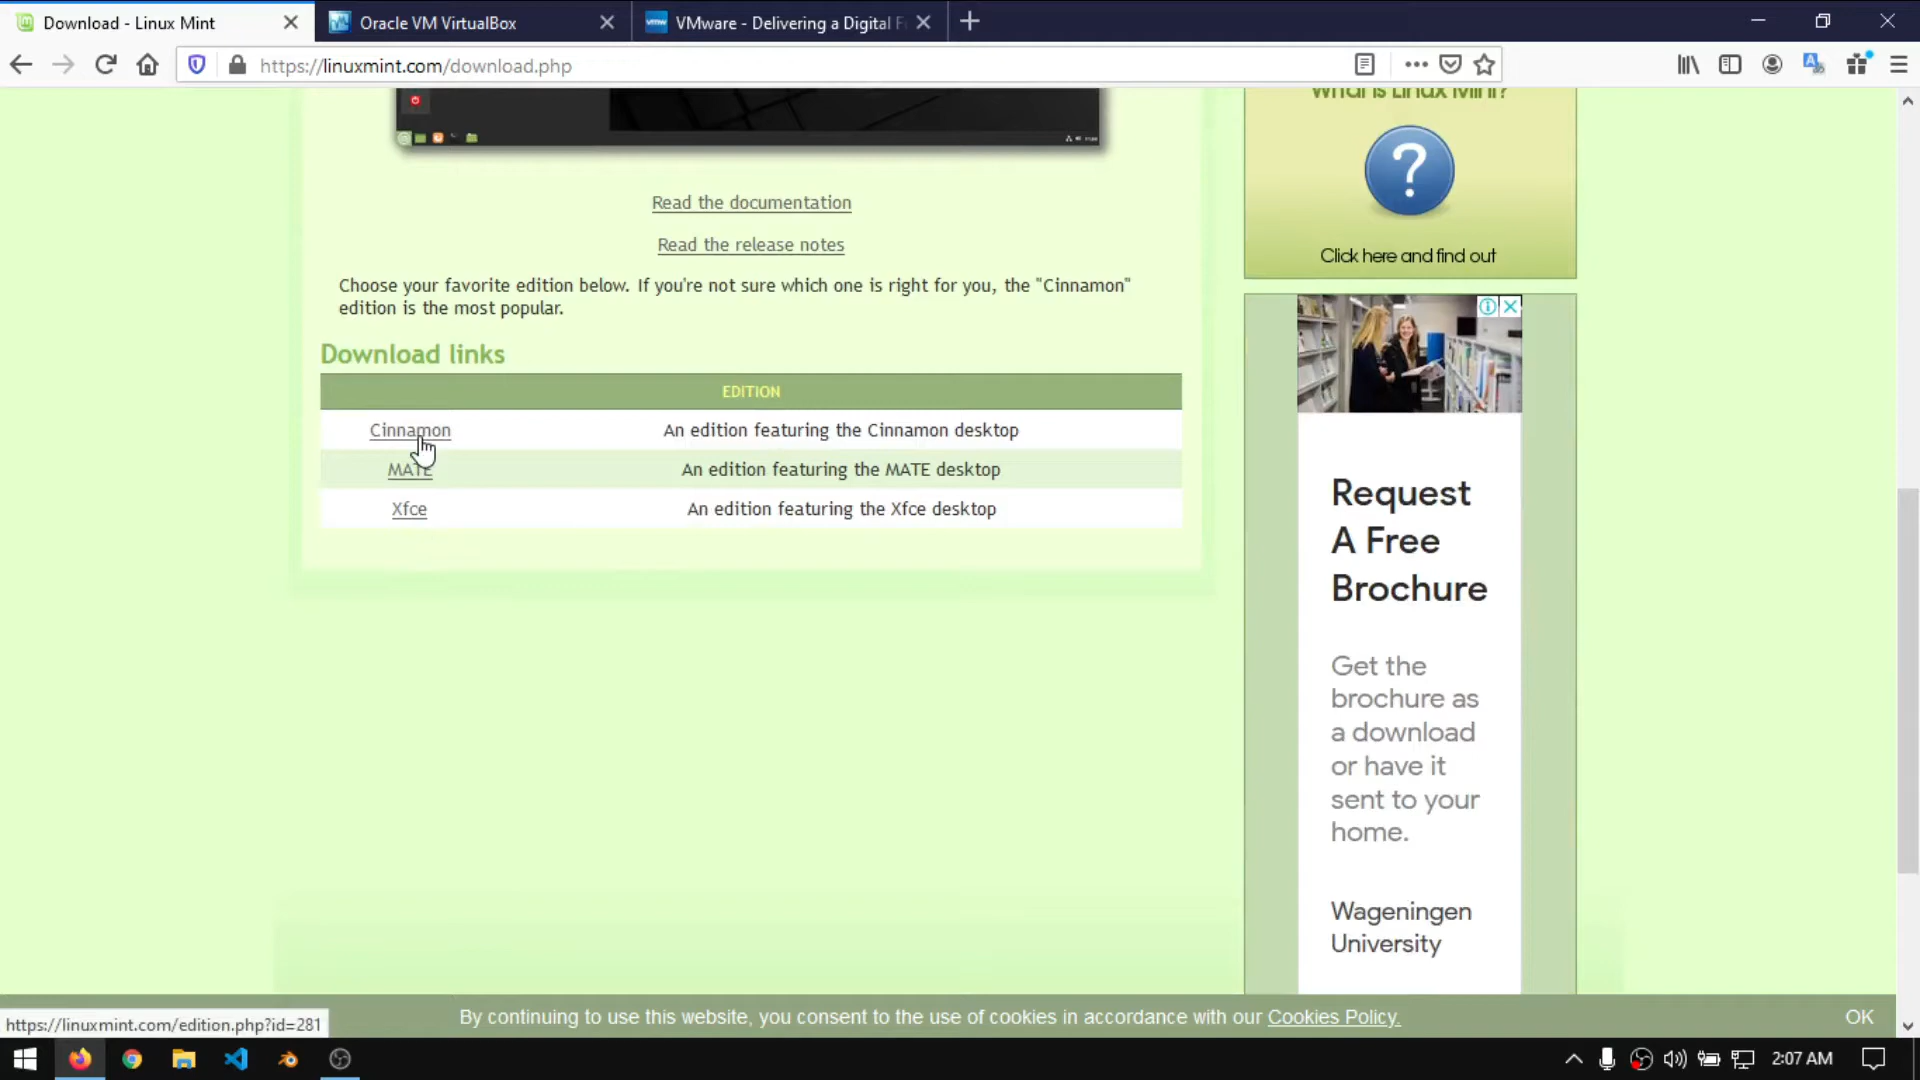 Download - Linux Mint
Oracle VM VirtualBox
VMware - Delivering a Digital F
https://linuxmint.com/download.php
What is Linux Mint?
Read the documentation
Read the release notes
Click here and find out
Choose your favorite edition below. If you're not sure which one is right for you, the "Cinnamon"
edition is the most popular.
Download links
EDITION
Cinnamon An edition featuring the Cinnamon desktop
MATE An edition featuring the MATE desktop
Xfce An edition featuring the Xfce desktop
Request
A Free
Brochure
Get the
brochure as
a download
or have it
sent to your
home.
Wageningen
University
By continuing to use this website, you consent to the use of cookies in accordance with our Cookies Policy.
OK
https://linuxmint.com/edition.php?id=281
2:07 AM